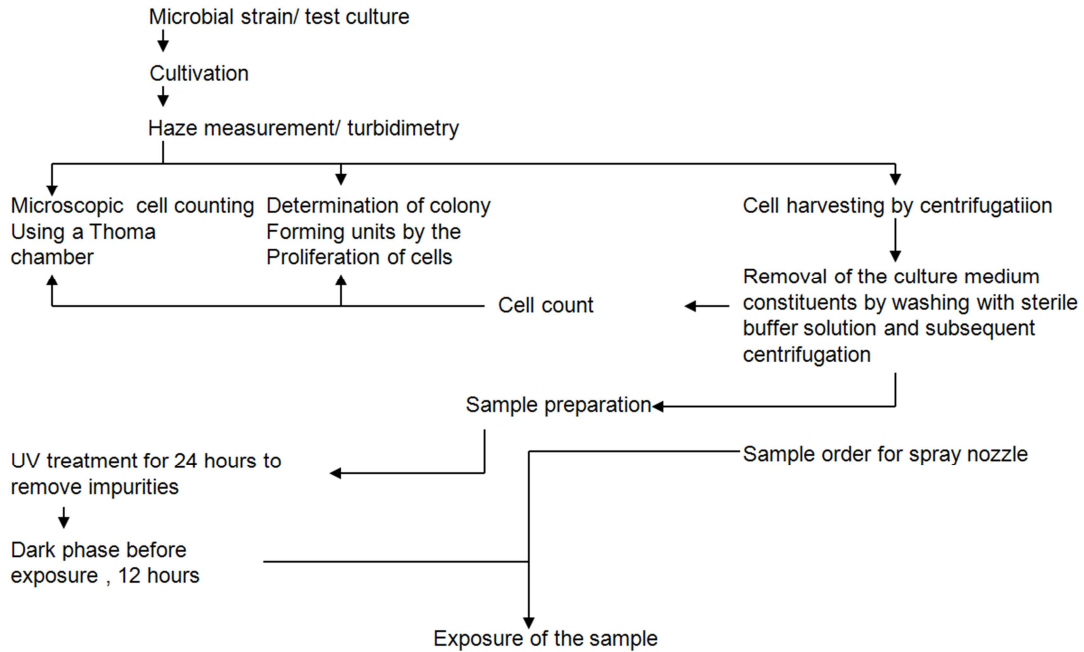 Microbial strain/ test culture
Cultivation
Haze measurement/ turbidimetry
Microscopic cell counting
Using a Thoma
chamber
Determination of colony
Forming units by the
Proliferation of cells
Cell harvesting by centrifugatiion
Removal of the culture medium
constituents by washing with sterile
buffer solution and subsequent
centrifugation
Cell count
Sample preparation
UV treatment for 24 hours to
remove impurities
Sample order for spray nozzle
Dark phase before
exposure , 12 hours
Exposure of the sample